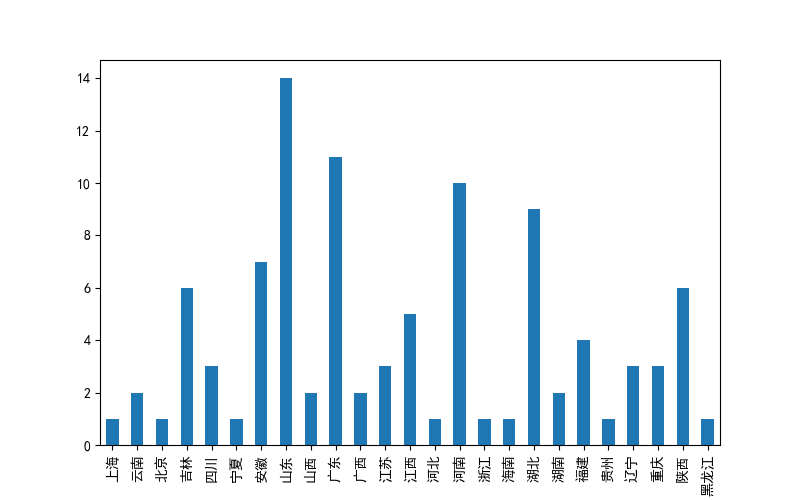 14
12
10
8
6
4
2
0
上海
云南
北京
吉林
四川
宁夏
安徽
山东
山西
广东
广西
江苏
江西
河北
河南
浙江
海南
湖北
湖南
福建
贵州
辽宁
重庆
陕西
黑龙江